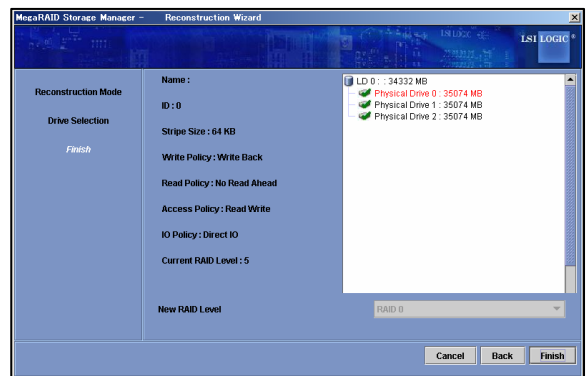 MegaRAID Storage Manager - Reconstruction Wizard
LSI LOGIC
LSI LOGIC ®
Reconstruction Mode
Drive Selection
Finish
Name :
ID : 0
Stripe Size : 64 KB
Write Policy : Write Back
Read Policy : No Read Ahead
Access Policy : Read Write
IO Policy : Direct IO
Current RAID Level : 5
LD 0 : : 34332 MB
Physical Drive 0 : 35074 MB
Physical Drive 1 : 35074 MB
Physical Drive 2 : 35074 MB
New RAID Level
RAID 0
Cancel
Back
Finish